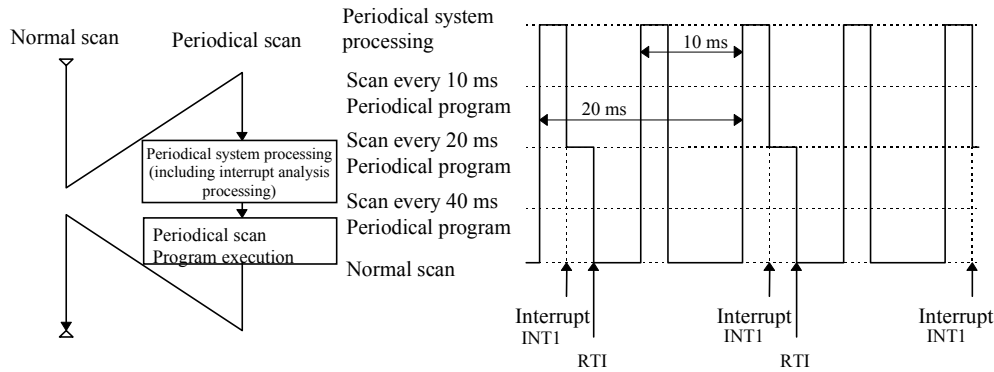 Normal scan
Periodical scan
Periodical system processing
(including interrupt analysis
processing)
Periodical scan
Program execution
Periodical system
processing
Scan every 10 ms
Periodical program
Scan every 20 ms
Periodical program
Scan every 40 ms
Periodical program
Normal scan
10 ms
20 ms
Interrupt
INT1
RTI
Interrupt
INT1
RTI
Interrupt
INT1